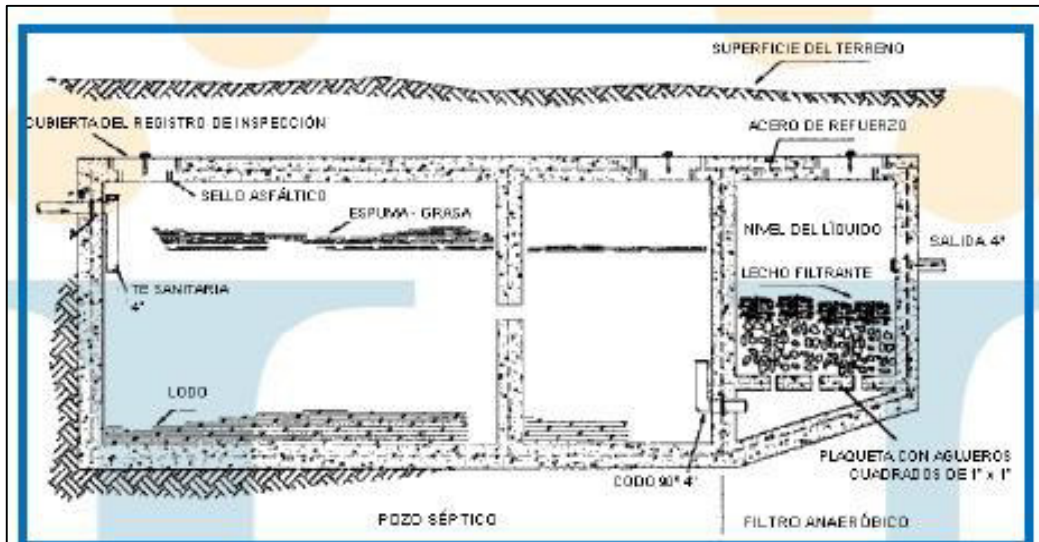 SUPERFICIE DEL TERRENO
CUBIERTA DEL REGISTRO DE INSPECCIÓN
ACERO DE REFUERZO
SELLO ASFÁLTICO
ESPUMA - GRASA
NIVEL DEL LÍQUIDO
SALIDA 4"
LECHO FILTRANTE
TE SANITARIA
4"
LODO
PLAQUETA CON AGUJEROS
CUADRADOS DE 1" x 1"
CODO 90° 4"
POZO SÉPTICO
FILTRO ANAERÓBICO